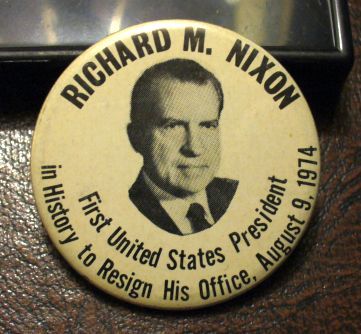 RICHARD M. NIXON
First United States President
in History to Resign His Office, August 9, 1974